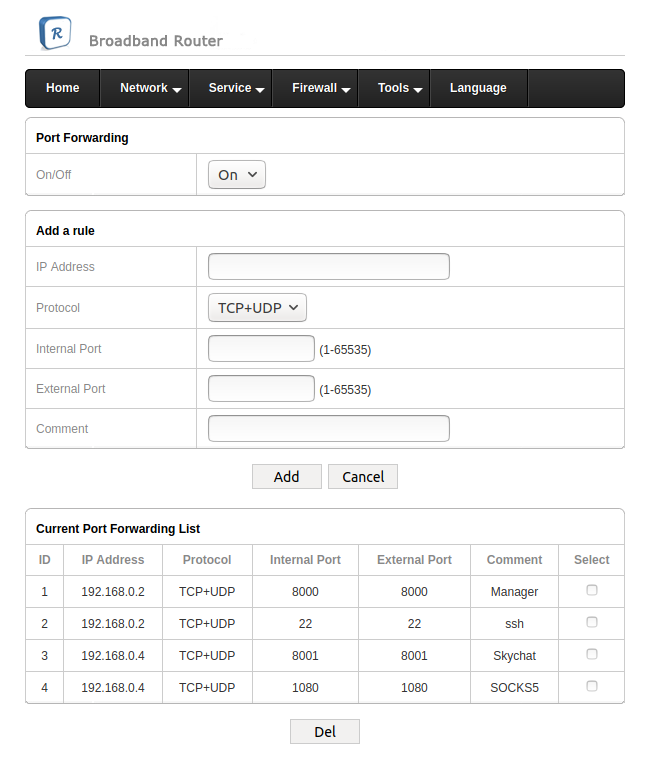 R
Broadband Router
Home Network Service Firewall Tools Language
Port Forwarding
On/Off On
Add a rule
IP Address
Protocol TCP+UDP
Internal Port (1-65535)
External Port (1-65535)
Comment
Add Cancel
Current Port Forwarding List
ID IP Address Protocol Internal Port External Port Comment Select
1 192.168.0.2 TCP+UDP 8000 8000 Manager
2 192.168.0.2 TCP+UDP 22 22 ssh
3 192.168.0.4 TCP+UDP 8001 8001 Skychat
4 192.168.0.4 TCP+UDP 1080 1080 SOCKS5
Del